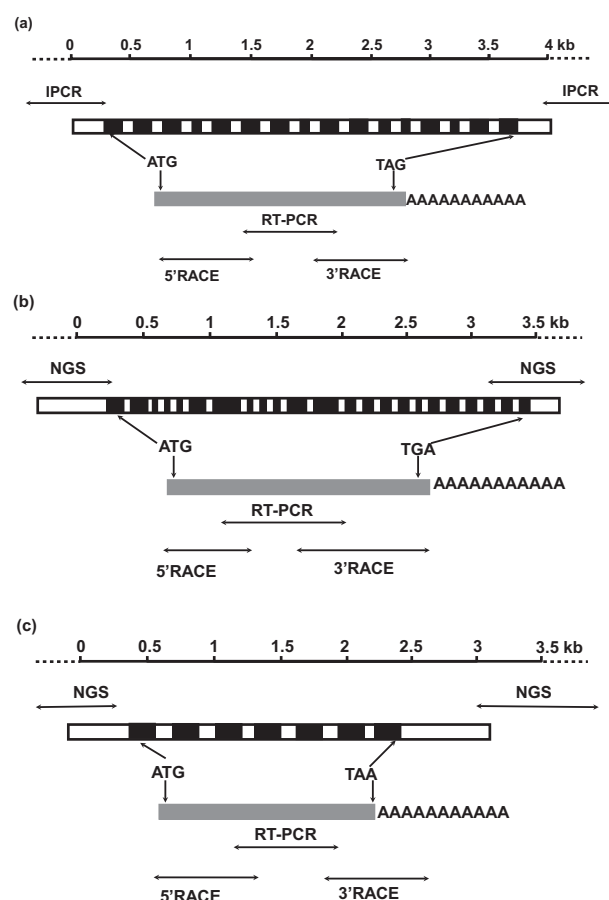 (a)
0 0.5 1 1.5 2 2.5 3 3.5 4 kb
IPCR IPCR
ATG TAG
AAAAAAAAAAA
RT-PCR
5'RACE 3'RACE
(b)
0 0.5 1 1.5 2 2.5 3 3.5 kb
NGS NGS
ATG TGA
AAAAAAAAAAA
RT-PCR
5'RACE 3'RACE
(c)
0 0.5 1 1.5 2 2.5 3 3.5 kb
NGS NGS
ATG TAA
AAAAAAAAAAA
RT-PCR
5'RACE 3'RACE